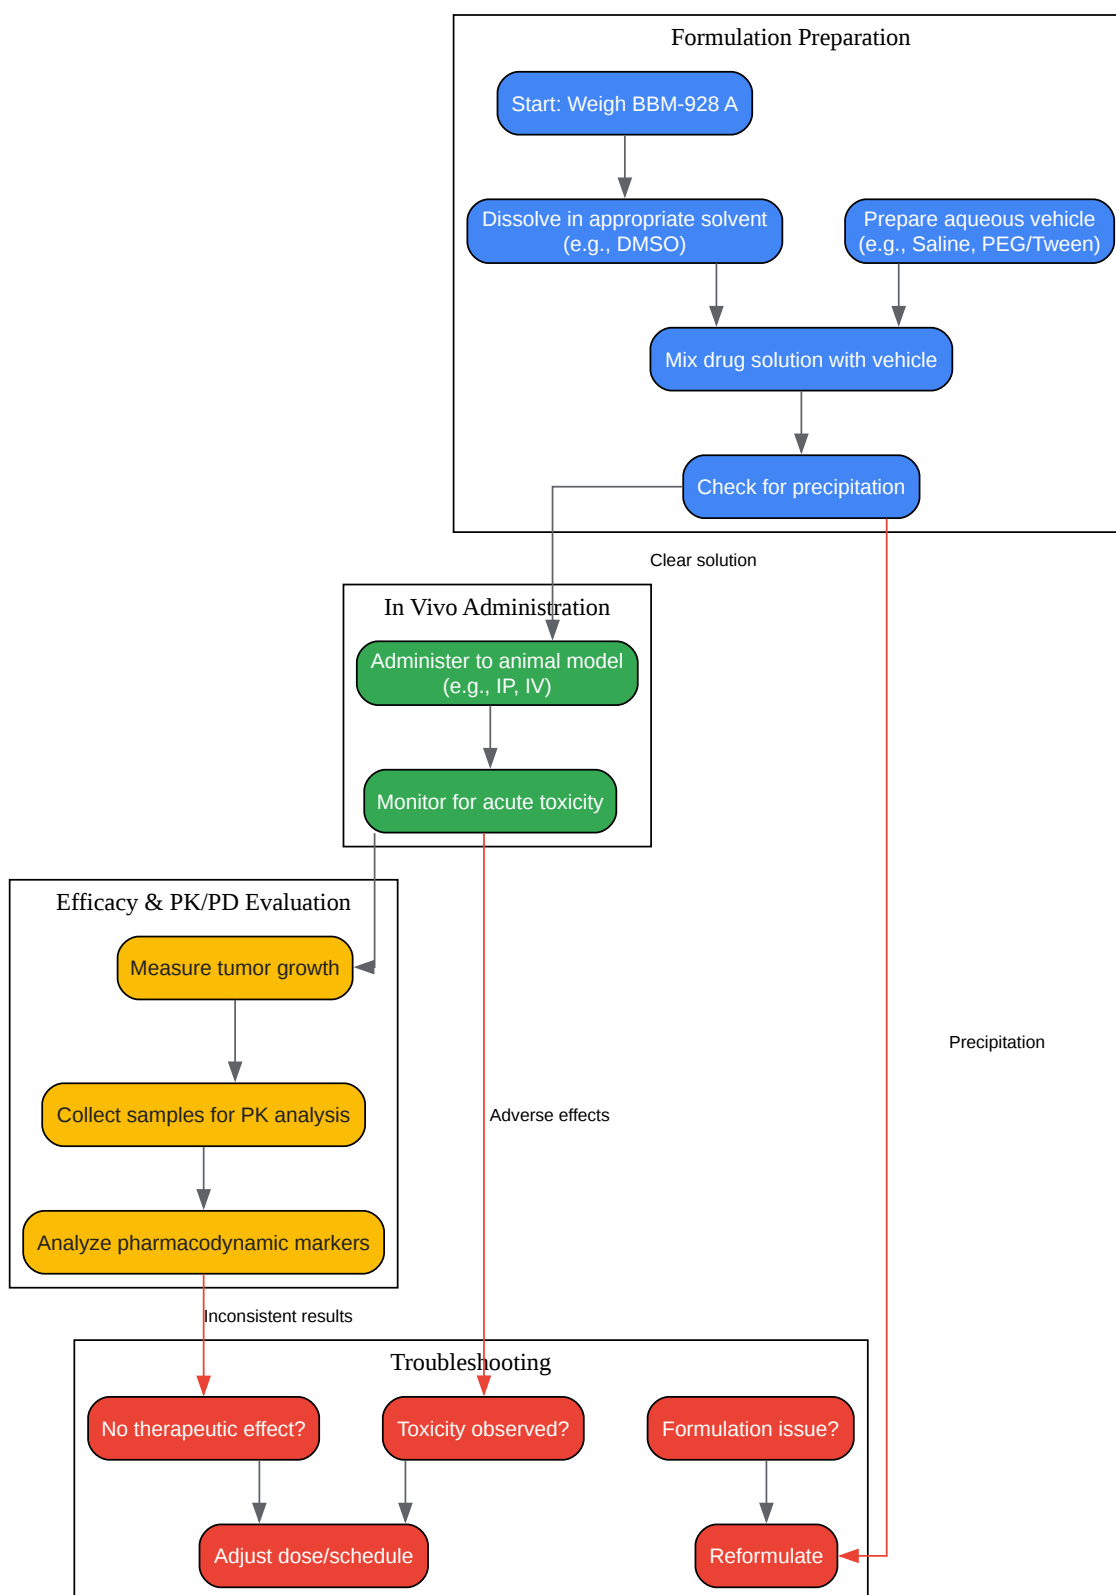 Formulation Preparation
Start: Weigh BBM-928 A
Dissolve in appropriate solvent
(e.g., DMSO)
Prepare aqueous vehicle
(e.g., Saline, PEG/Tween)
Mix drug solution with vehicle
Check for precipitation
Clear solution
In Vivo Administration
Administer to animal model
(e.g., IP, IV)
Monitor for acute toxicity
Efficacy & PK/PD Evaluation
Measure tumor growth
Precipitation
Collect samples for PK analysis
Adverse effects
Analyze pharmacodynamic markers
Inconsistent results
Troubleshooting
No therapeutic effect?
Toxicity observed?
Formulation issue?
Adjust dose/schedule
Reformulate